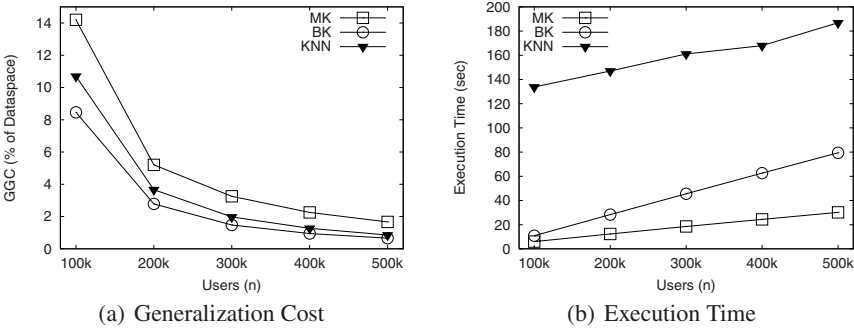 GGC (% of Dataspace)
14
12
10
8
6
4
2
0
MK
BK
KNN
100k 200k 300k 400k 500k
Users (n)
(a) Generalization Cost
Execution Time (sec)
200
180
160
140
120
100
80
60
40
20
0
MK
BK
KNN
100k 200k 300k 400k 500k
Users (n)
(b) Execution Time